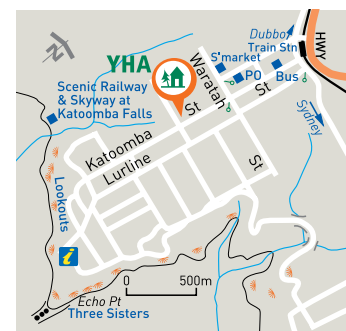 Dubbo
Train Stn
HWY
S'market
YHA
Waratah
PO
Bus
St
Scenic Railway
& Skyway at
Katoomba Falls
St
Sydney
Katoomba
Lurline
St
Lookouts
i
0
500m
Echo Pt
Three Sisters